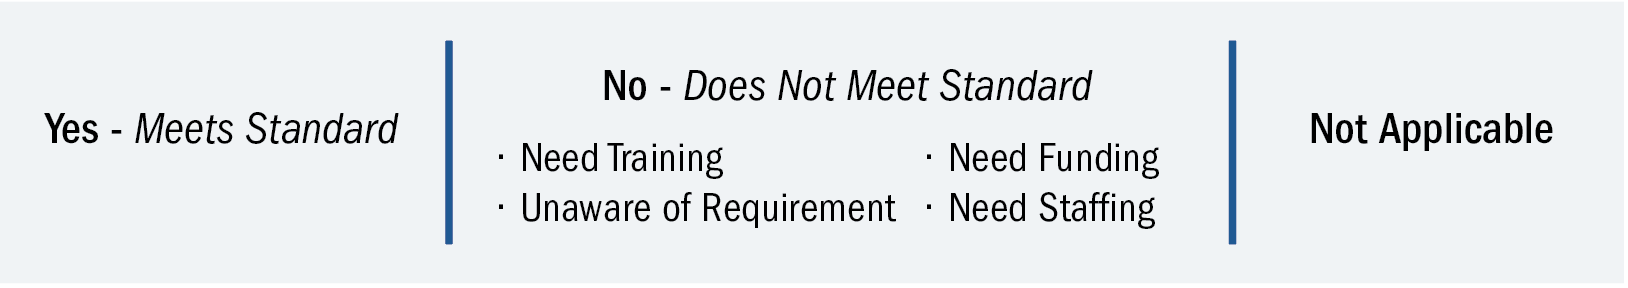 Yes - Meets Standard
No - Does Not Meet Standard
· Need Training
· Unaware of Requirement
· Need Funding
· Need Staffing
Not Applicable